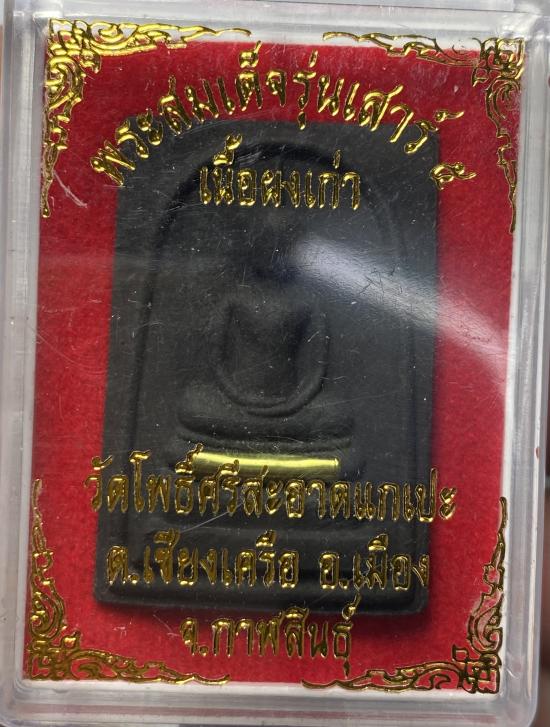 พระสมเด็จรุ่นเสาร์ ๕
เนื้อผงเก่า
วัดโพธิ์ศรีสะอาดแกเปะ
ต.เชียงเครือ อ.เมือง
จ.กาฬสินธุ์